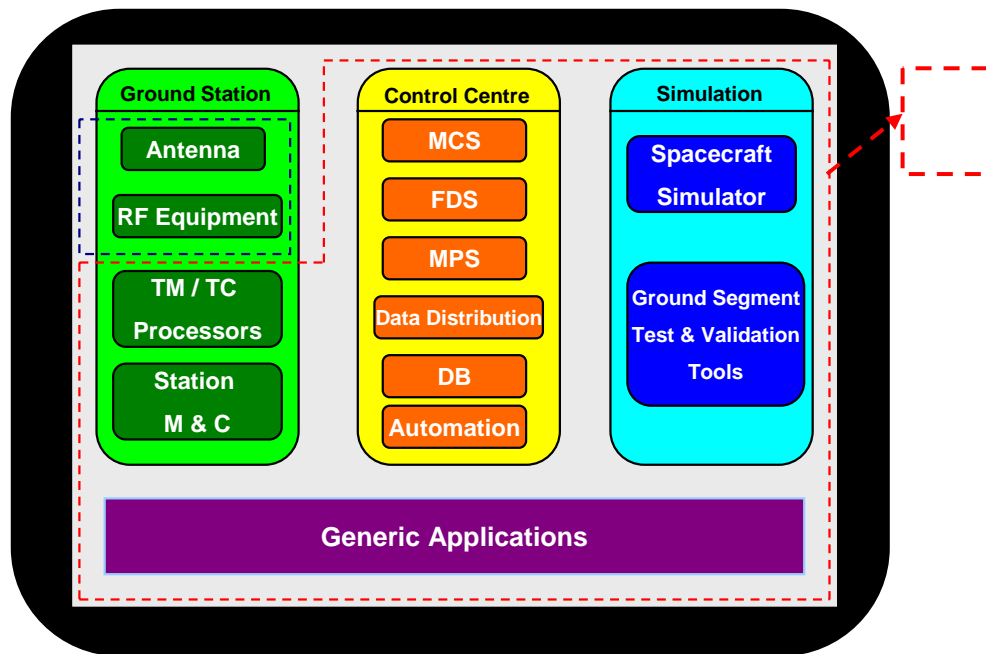 Ground Station
Antenna
RF Equipment
TM / TC
Processors
Station
M & C
Control Centre
MCS
FDS
MPS
Data Distribution
DB
Automation
Simulation
Spacecraft
Simulator
Ground Segment
Test & Validation
Tools
Generic Applications